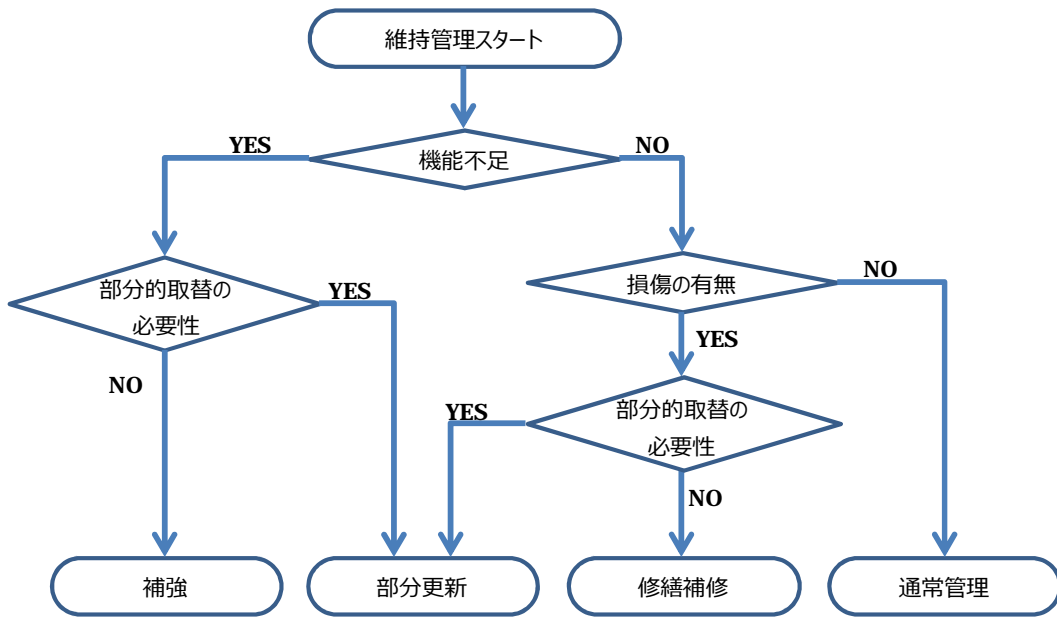 維持管理スタート
YES
機能不足
NO
部分的取替の
必要性
YES
損傷の有無
NO
NO
YES
YES
部分的取替の
必要性
NO
補強
部分更新
修繕補修
通常管理